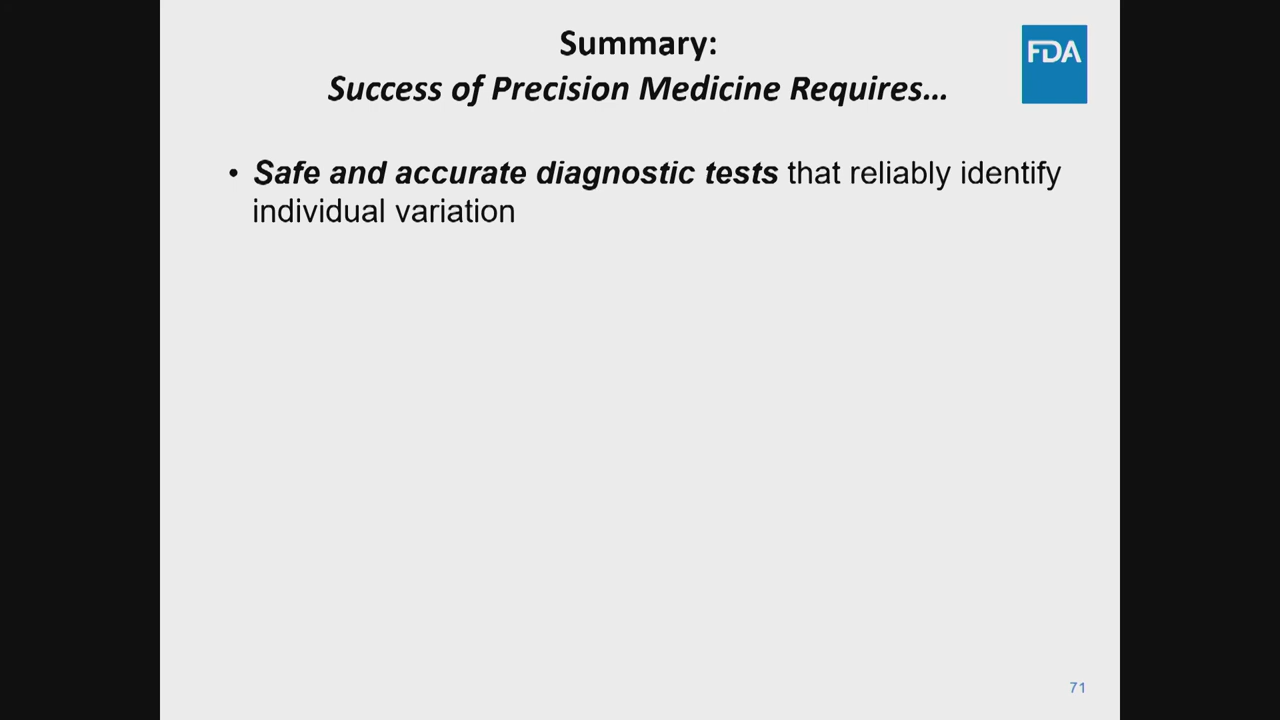 Summary:
Success of Precision Medicine Requires…
FDA
• Safe and accurate diagnostic tests that reliably identify
individual variation
71